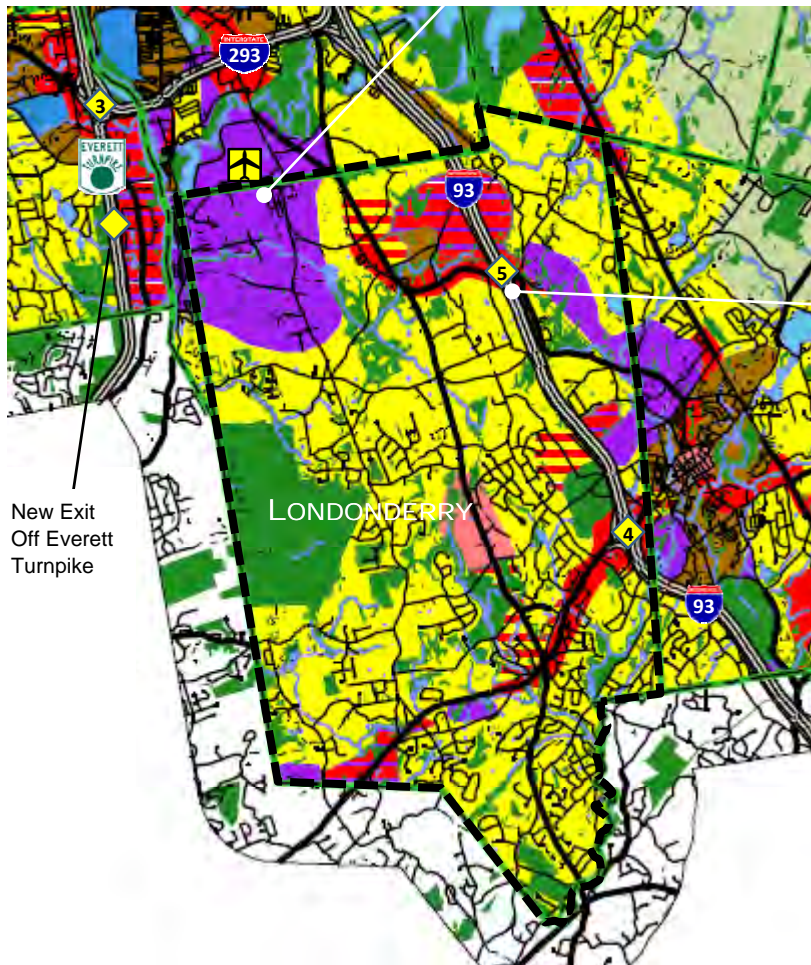 INTERSTATE
293
3
EVERETT
TURNPIKE
93
5
New Exit
Off Everett
Turnpike
LONDONDERRY
4
93